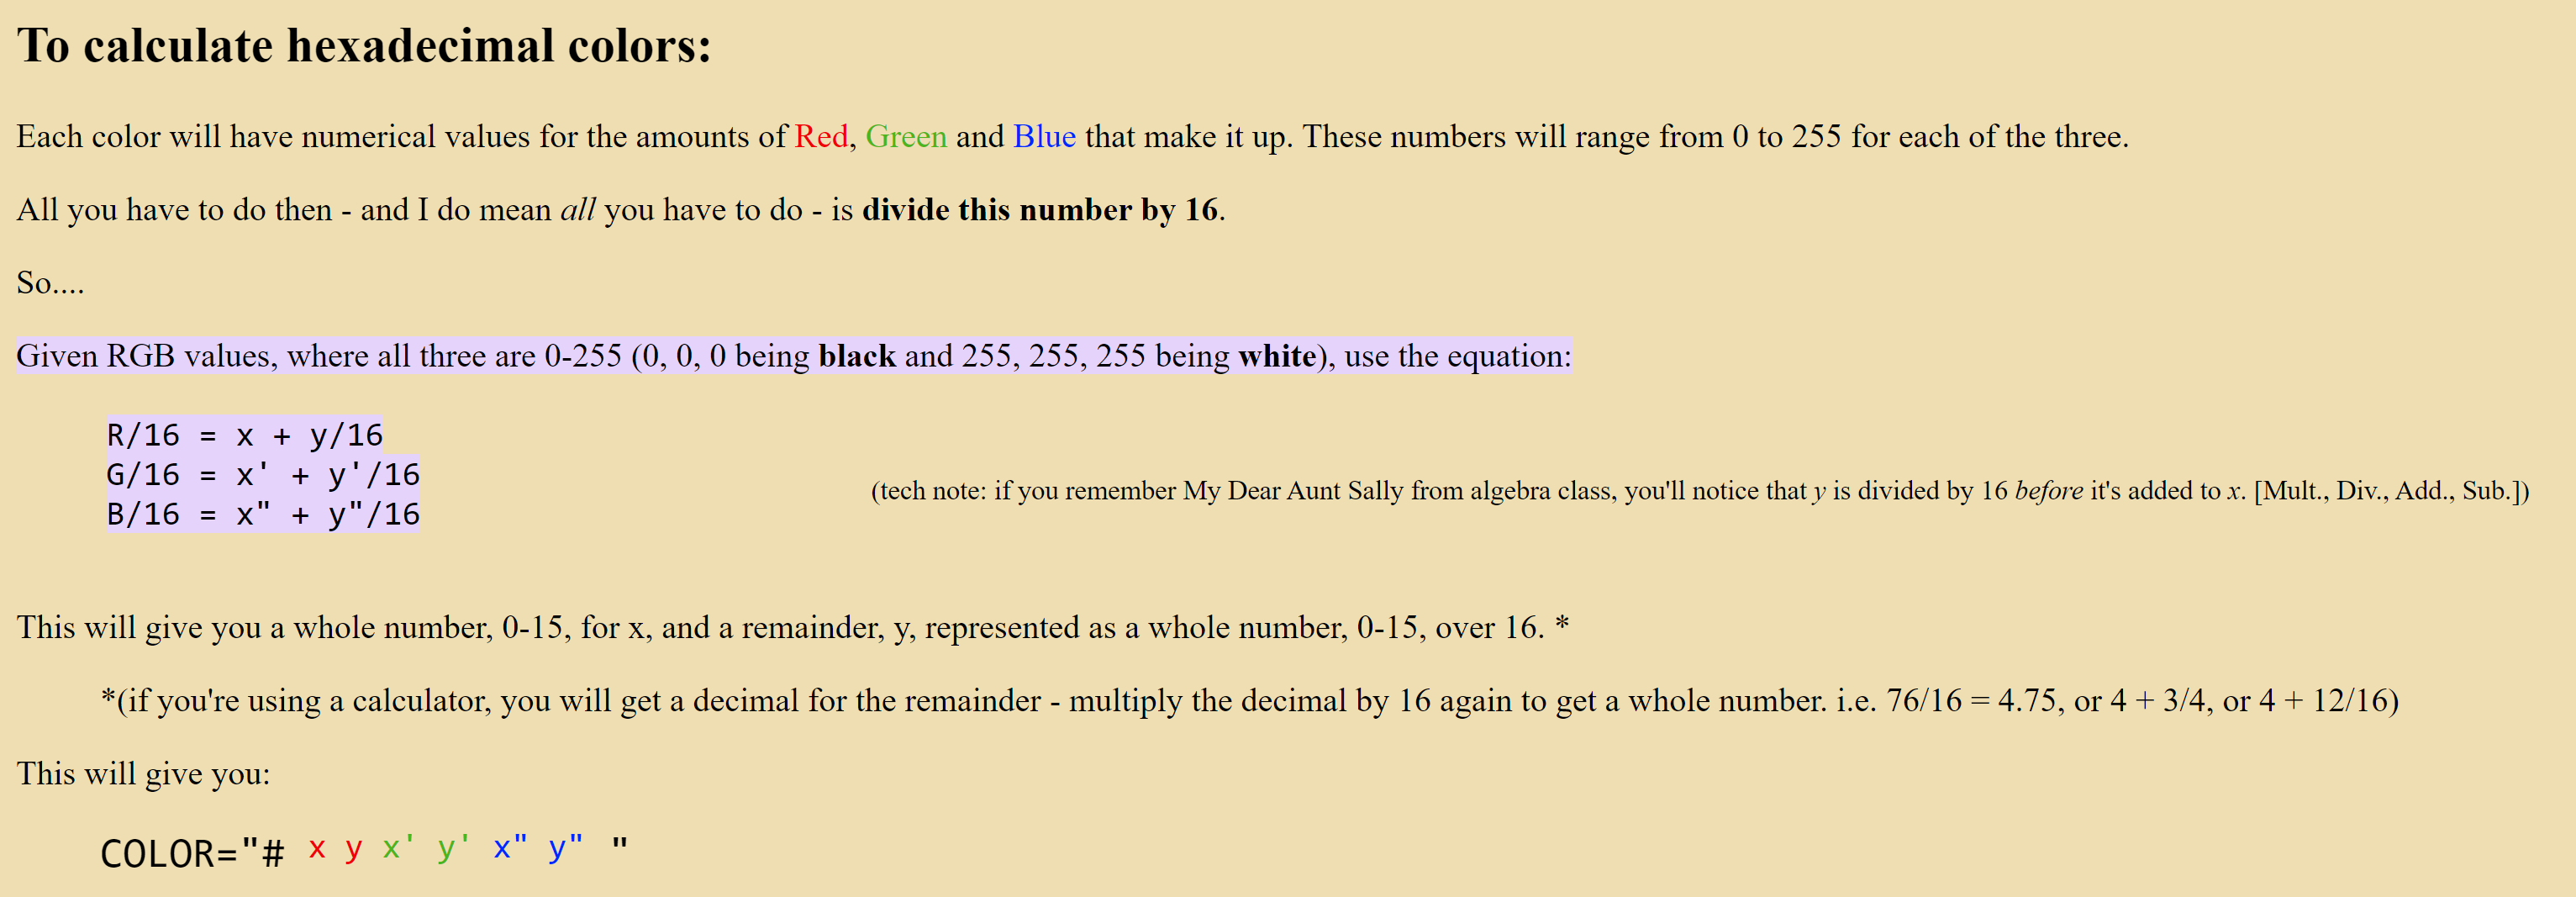 To calculate hexadecimal colors:
Each color will have numerical values for the amounts of Red, Green and Blue that make it up. These numbers will range from 0 to 255 for each of the three.
All you have to do then - and I do mean all you have to do - is divide this number by 16.
So....
Given RGB values, where all three are 0-255 (0, 0, 0 being black and 255, 255, 255 being white), use the equation:
R/16 = x + y/16
G/16 = x' + y'/16
B/16 = x" + y"/16
(tech note: if you remember My Dear Aunt Sally from algebra class, you'll notice that y is divided by 16 before it's added to x. [Mult., Div., Add., Sub.])
This will give you a whole number, 0-15, for x, and a remainder, y, represented as a whole number, 0-15, over 16. *
*(if you're using a calculator, you will get a decimal for the remainder - multiply the decimal by 16 again to get a whole number. i.e. 76/16 = 4.75, or 4 + 3/4, or 4 + 12/16)
This will give you:
COLOR="# x y x' y' x" y" "